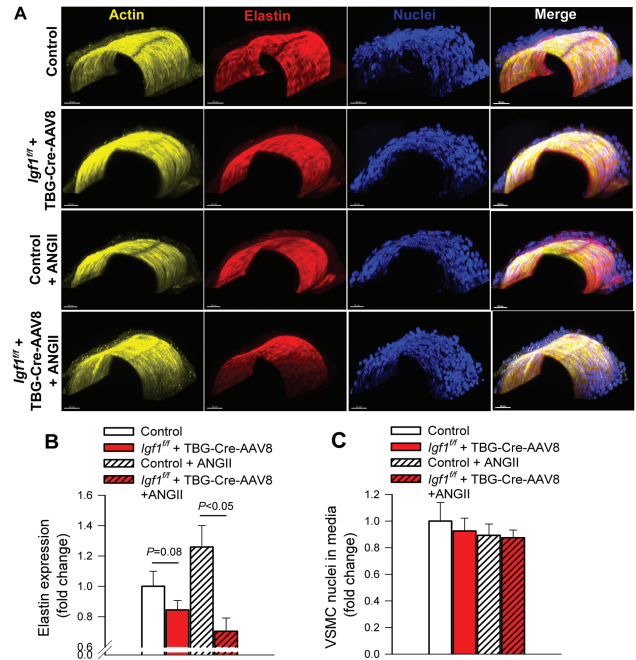 A
Actin
Elastin
Nuclei
Merge
Control
Igf1f/f +
TBG-Cre-AAV8
Control
+ ANGII
Igf1f/f +
TBG-Cre-AAV8
+ ANGII
B
Control
Igf1f/f + TBG-Cre-AAV8
Control + ANGII
Igf1f/f + TBG-Cre-AAV8
+ANGII
Elastin expression
(fold change)
1.6
1.4
1.2
1.0
0.8
0.6
0.0
P=0.08
P<0.05
C
Control
Igf1f/f + TBG-Cre-AAV8
Control + ANGII
Igf1f/f + TBG-Cre-AAV8
+ANGII
VSMC nuclei in media
(fold change)
1.2
1.0
0.8
0.6
0.4
0.2
0.0